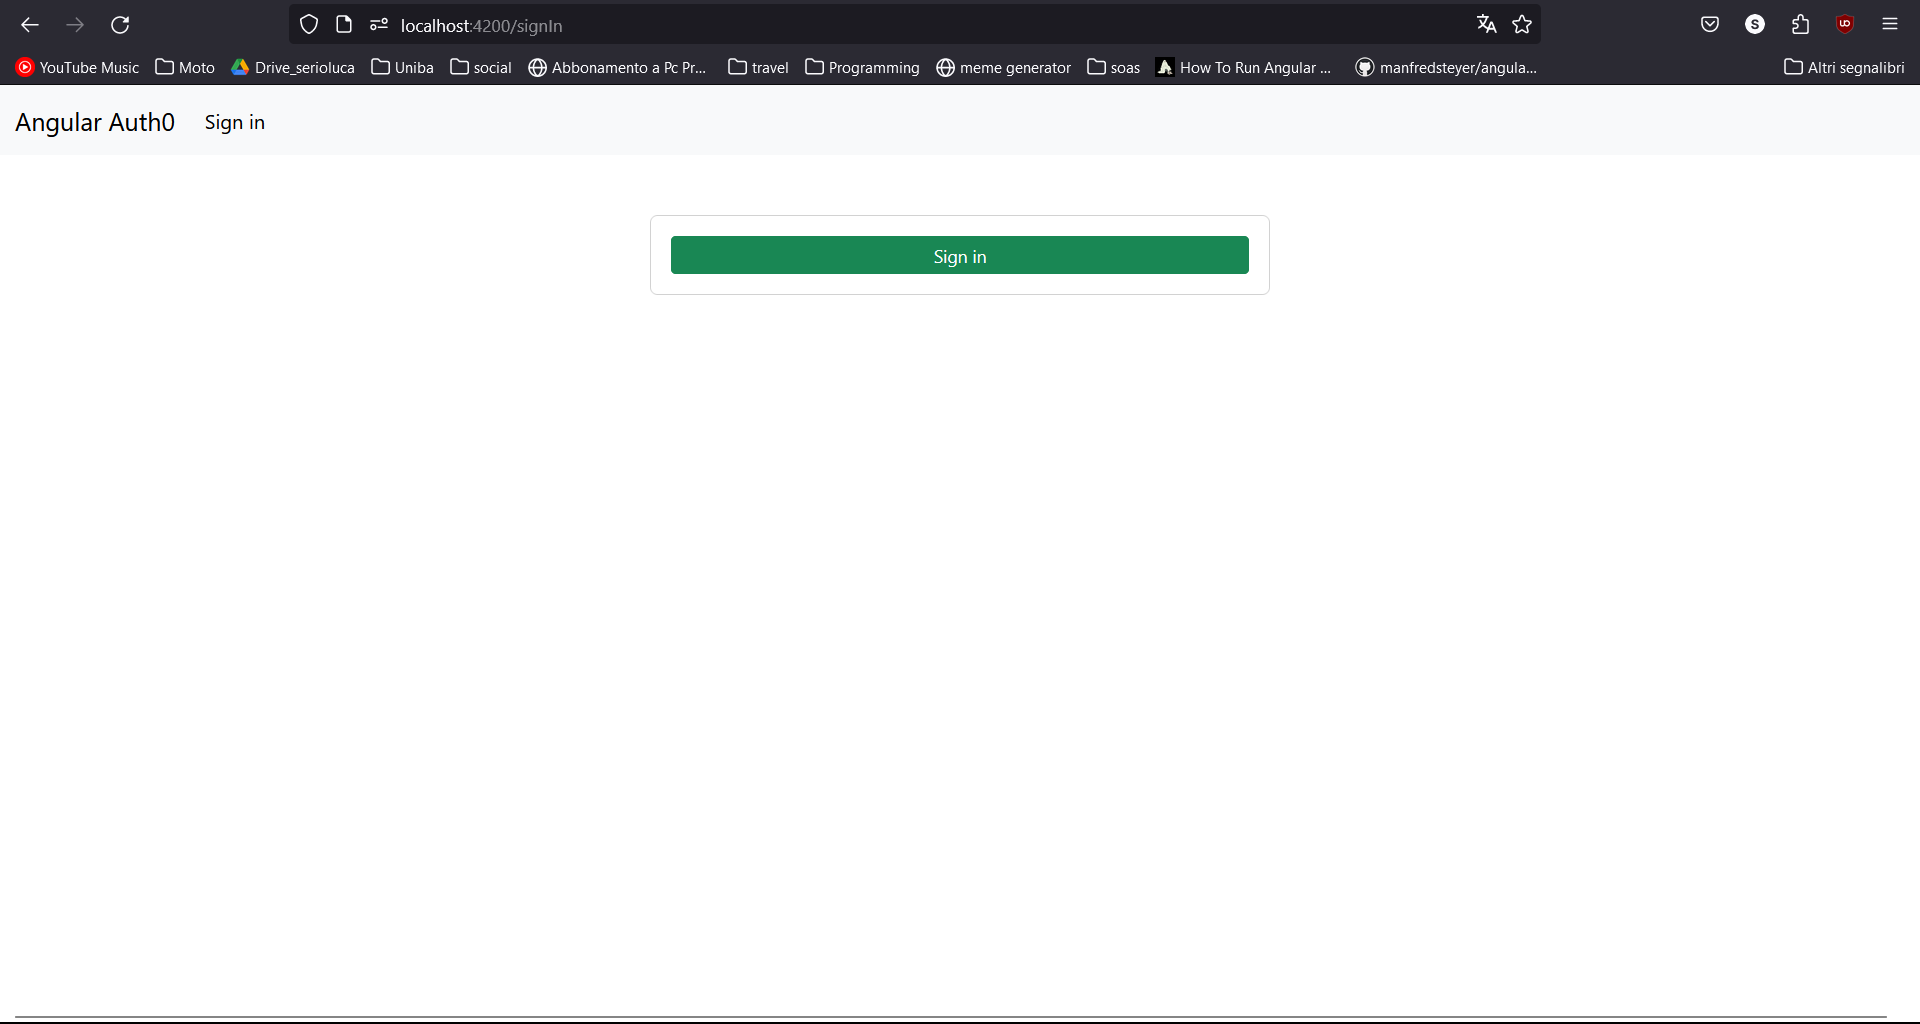 localhost:4200/signIn
YouTube Music Moto Drive_serioluca Uniba social Abbonamento a Pc Pr... travel Programming meme generator soas How To Run Angular ... manfredsteyer/angula... Altri segnalibri
Angular Auth0 Sign in
Sign in